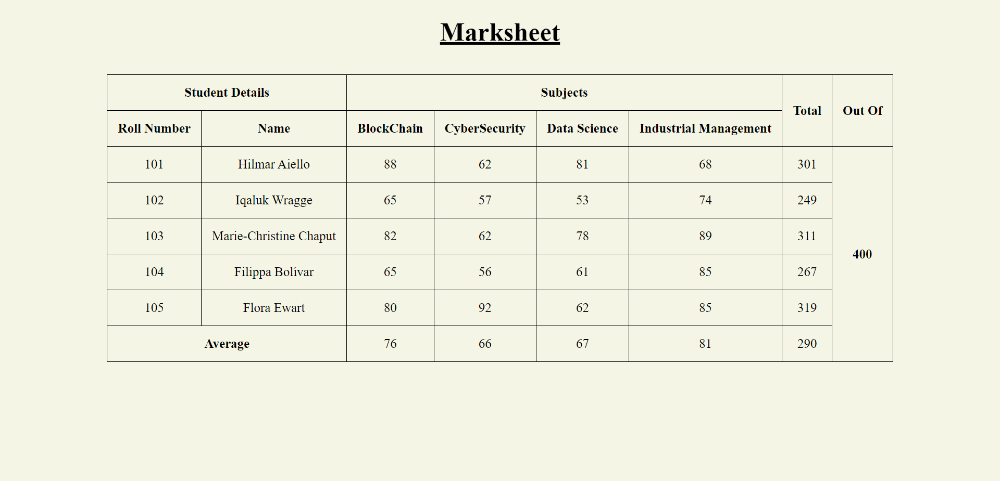 Marksheet
Student Details Subjects Total Out Of
Roll Number Name BlockChain CyberSecurity Data Science Industrial Management
101 Hilmar Aiello 88 62 81 68 301
102 Iqaluk Wragge 65 57 53 74 249
103 Marie-Christine Chaput 82 62 78 89 311
400
104 Filippa Bolívar 65 56 61 85 267
105 Flora Ewart 80 92 62 85 319
Average 76 66 67 81 290